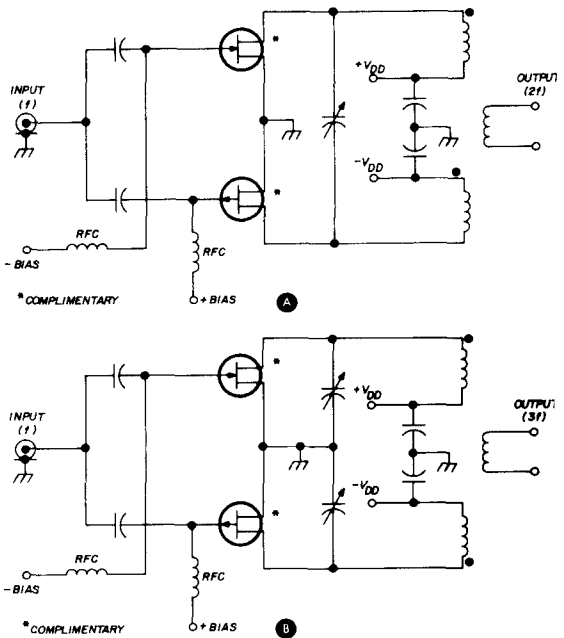 *
+VDD
INPUT
(f)
OUTPUT
(2f)
-VDD
*
RFC
RFC
- BIAS
*COMPLIMENTARY
+ BIAS
A
*
+VDD
INPUT
(f)
OUTPUT
(3f)
-VDD
*
RFC
RFC
-BIAS
*COMPLIMENTARY
+ BIAS
B